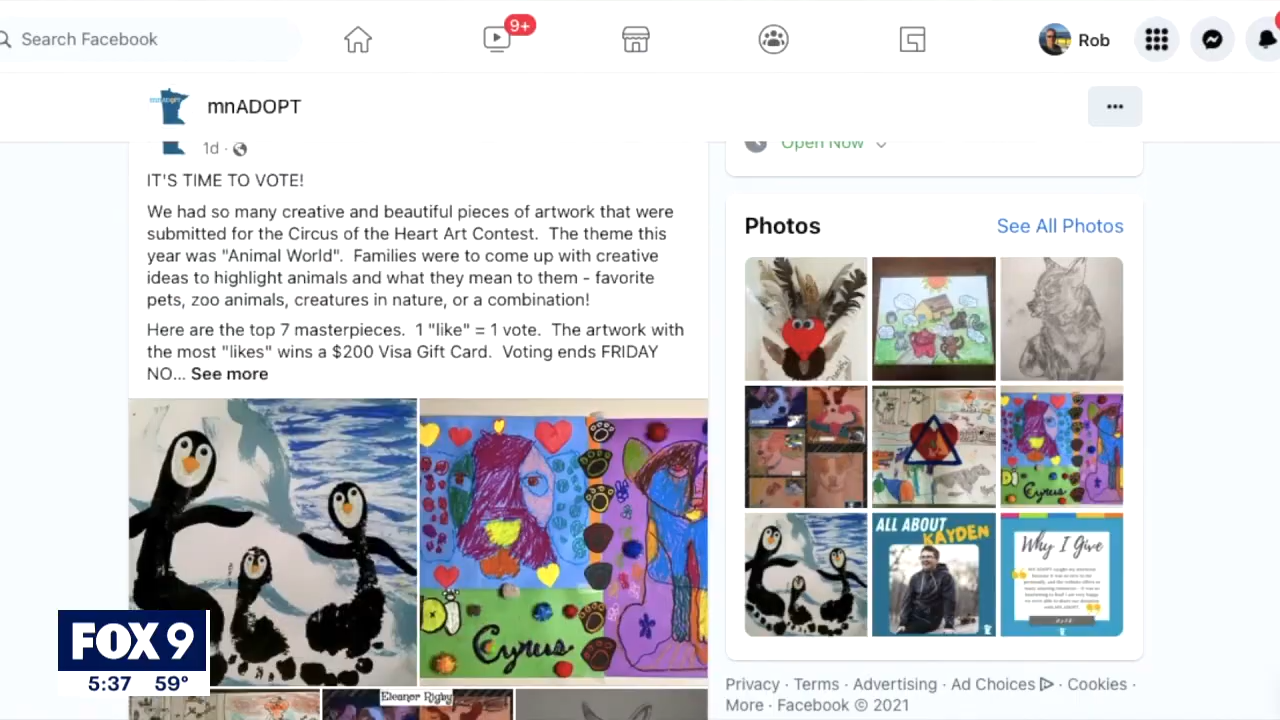 Search Facebook
9+
Rob
mnADOPT
1d ·
Open Now
IT'S TIME TO VOTE!
We had so many creative and beautiful pieces of artwork that were
submitted for the Circus of the Heart Art Contest. The theme this
year was "Animal World". Families were to come up with creative
ideas to highlight animals and what they mean to them - favorite
pets, zoo animals, creatures in nature, or a combination!
Here are the top 7 masterpieces. 1 "like" = 1 vote. The artwork with
the most "likes" wins a $200 Visa Gift Card. Voting ends FRIDAY
NO... See more
Photos
See All Photos
Cyrus
ALL ABOUT
KAYDEN
Why I Give
Cyrus
Eleanor Rigby
FOX 9
5:37 59°
Privacy · Terms · Advertising · Ad Choices · Cookies ·
More · Facebook © 2021